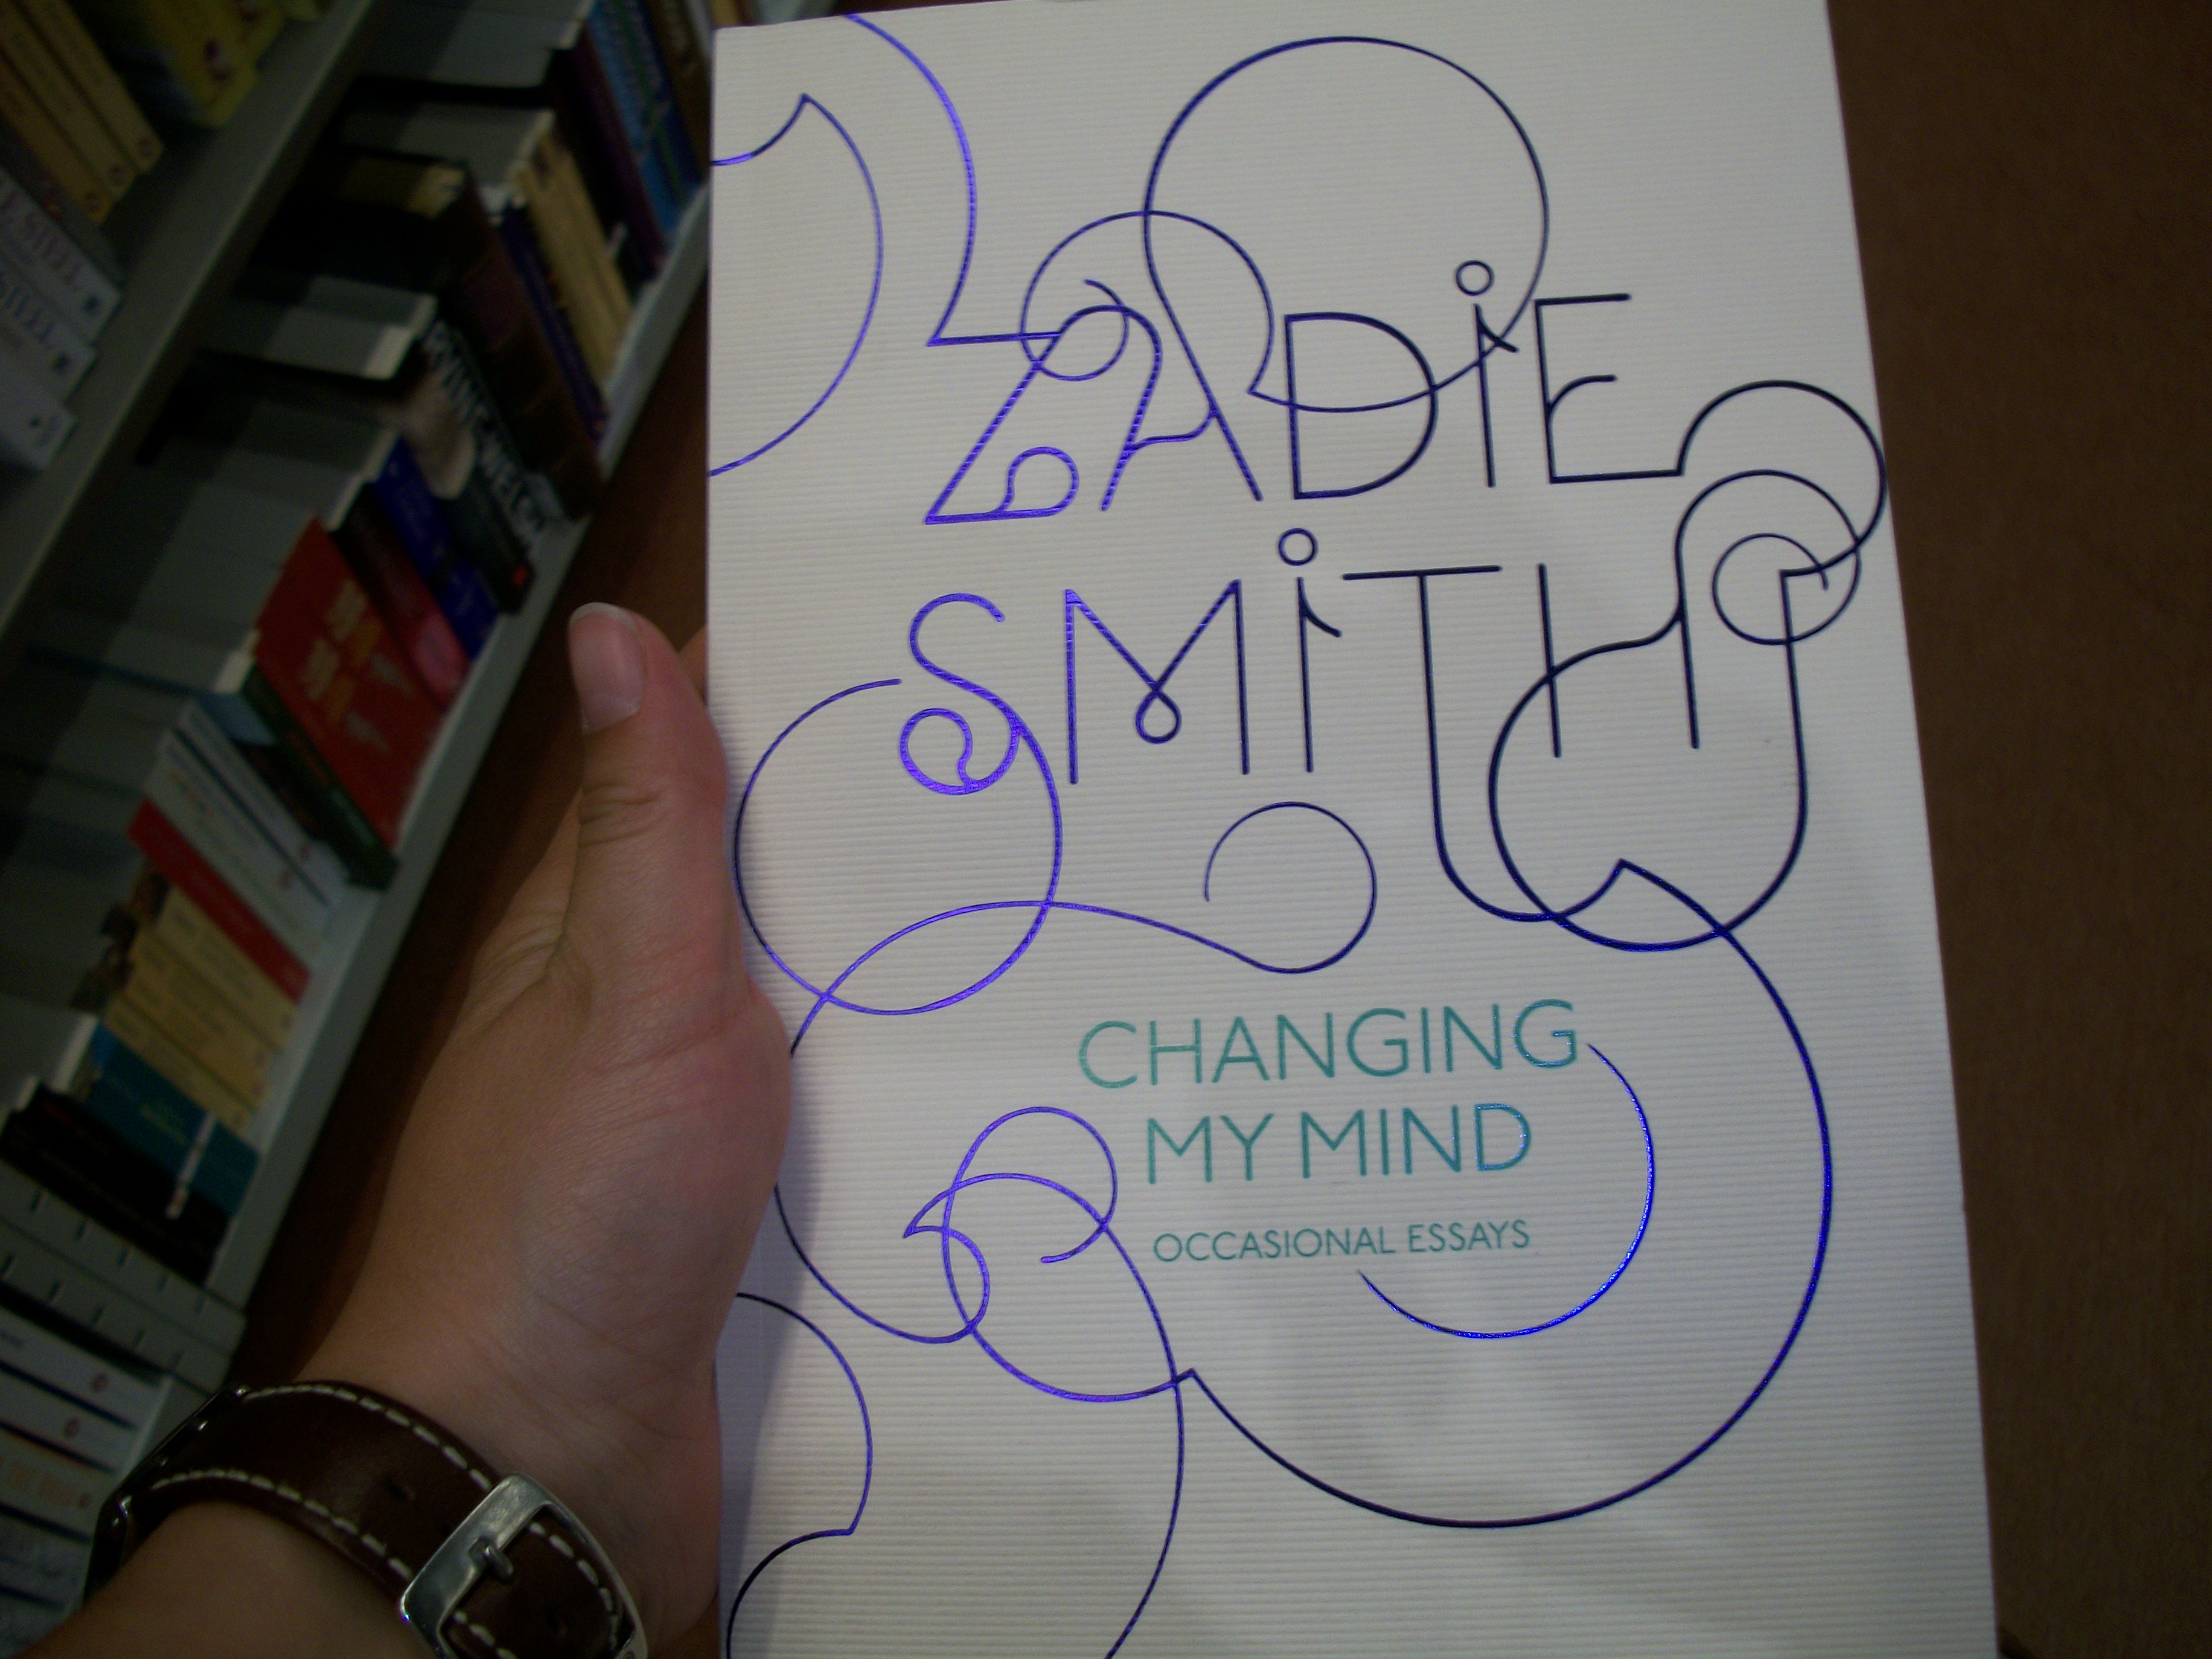 ZADiE
SMiTH
CHANGING
MY MIND
OCCASIONAL ESSAYS